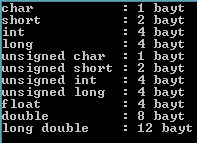 char : 1 bayt
short : 2 bayt
int : 4 bayt
long : 4 bayt
unsigned char : 1 bayt
unsigned short : 2 bayt
unsigned int : 4 bayt
unsigned long : 4 bayt
float : 4 bayt
double : 8 bayt
long double : 12 bayt